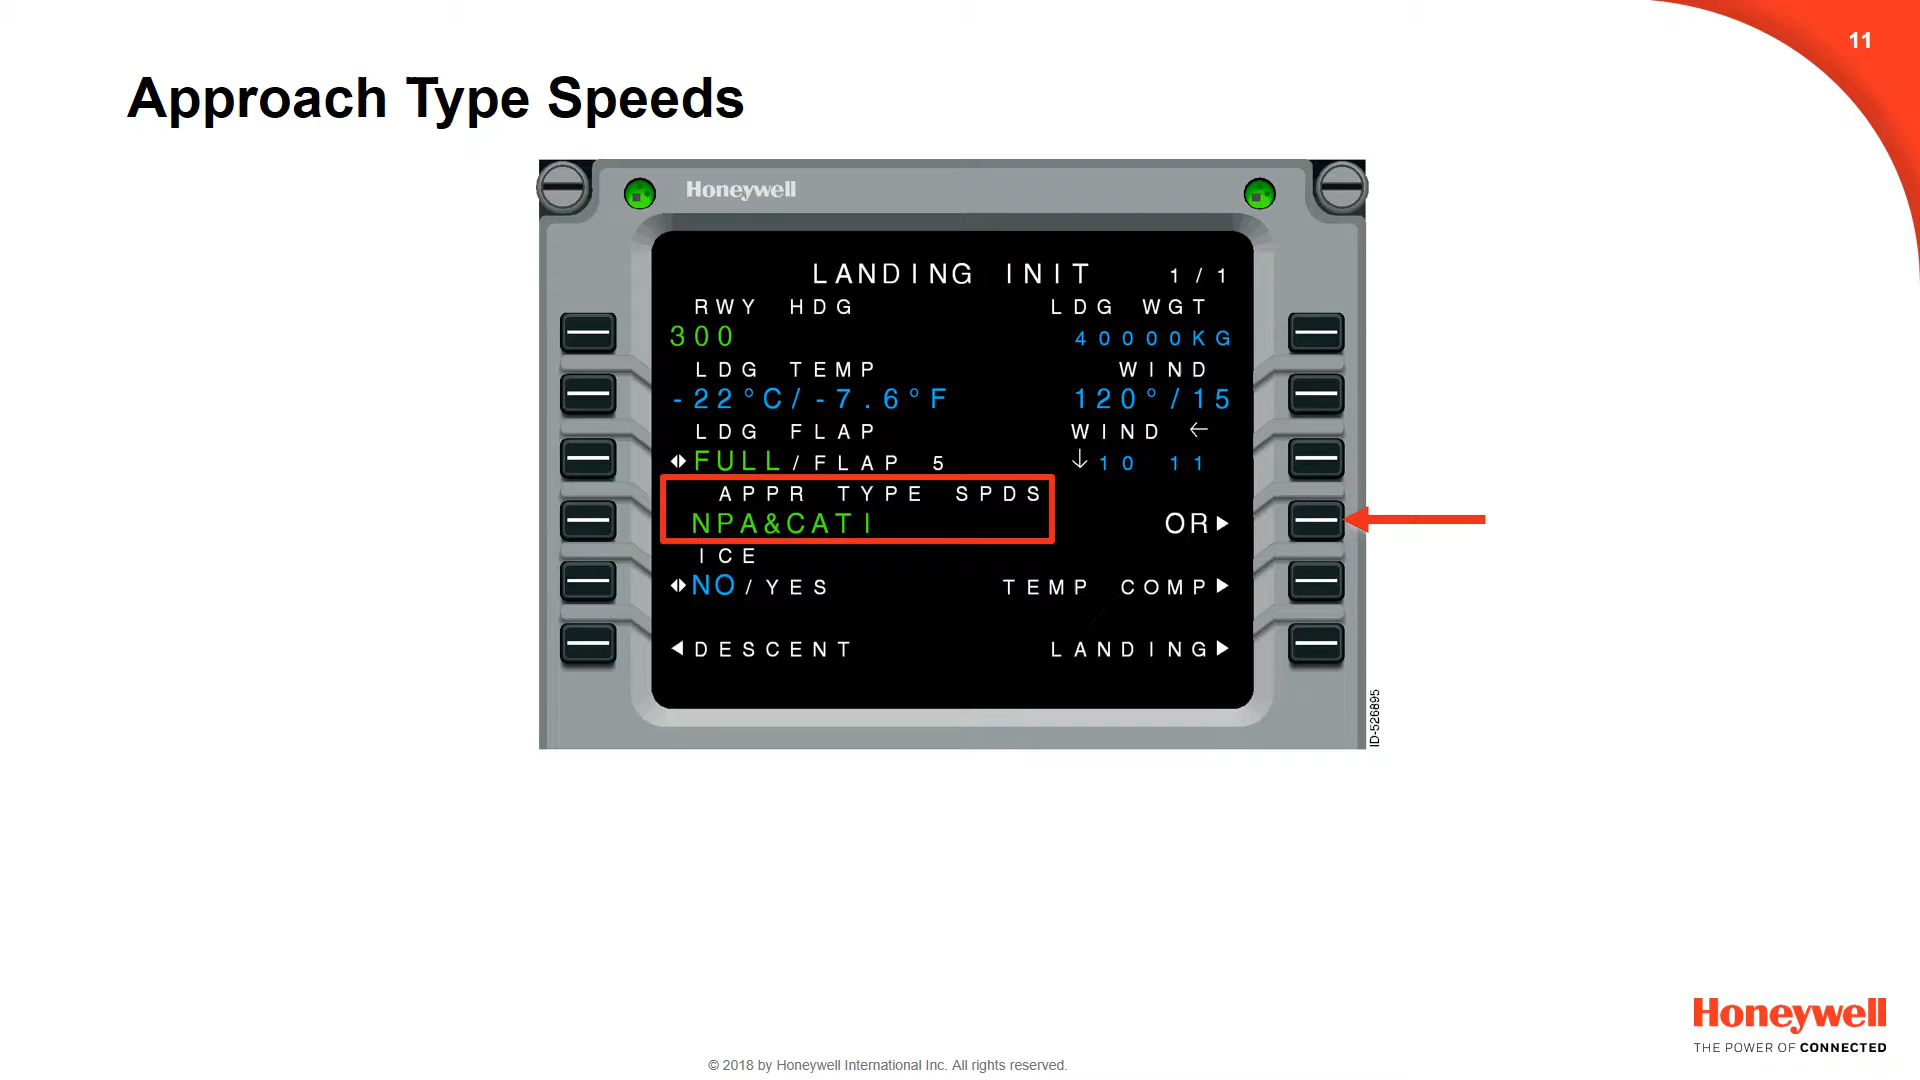 11
Approach Type Speeds
Honeywell
LANDING INIT 1/1
RWY HDG LDG WGT
300 40000KG
LDG TEMP WIND
-22°C/-7.6°F 120°/15
LDG FLAP WIND ←
FULL/FLAP 5 ↓10 11
APPR TYPE SPDS
NPA&CATI OR
ICE
NO/YES TEMP COMP
DESCENT LANDING
ID-526895
Honeywell
THE POWER OF CONNECTED
© 2018 by Honeywell International Inc. All rights reserved.